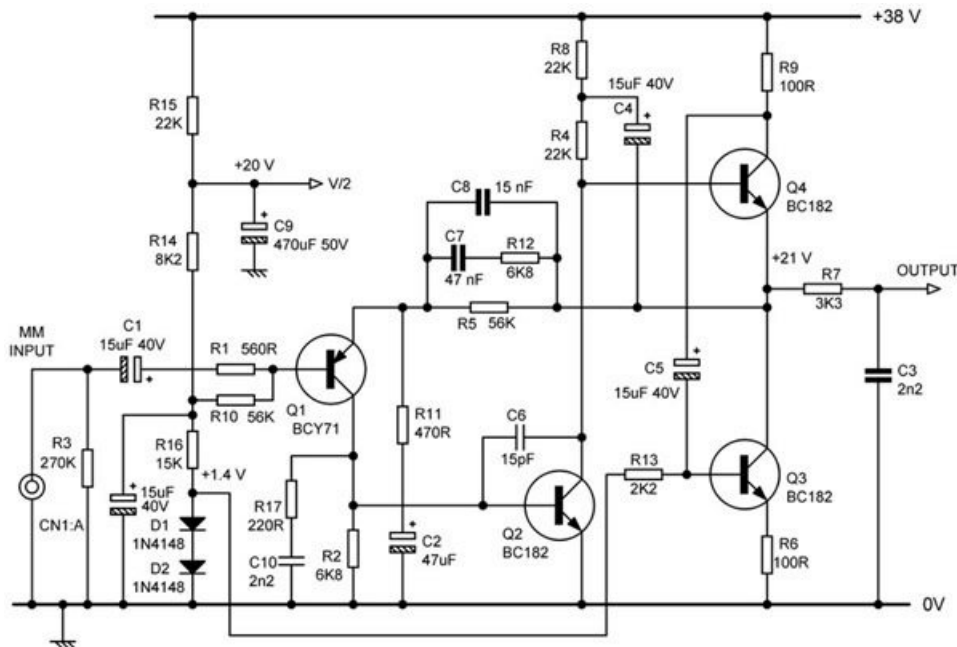 +38 V
R8
22K
15uF 40V
C4
R9
100R
R15
22K
R4
22K
+20 V
V/2
C8
15 nF
Q4
BC182
C9
470uF 50V
R14
8K2
C7
47 nF
R12
6K8
+21 V
R7
3K3
OUTPUT
MM
INPUT
C1
15uF 40V
+
R1 560R
R5 56K
R10 56K
Q1
BCY71
R11
470R
C5
15uF 40V
C3
2n2
R3
270K
R16
15K
+1.4 V
C6
15pF
R13
2K2
Q3
BC182
CN1:A
15uF
40V
R17
220R
D1
1N4148
D2
1N4148
C10
2n2
R2
6K8
C2
47uF
Q2
BC182
R6
100R
0V